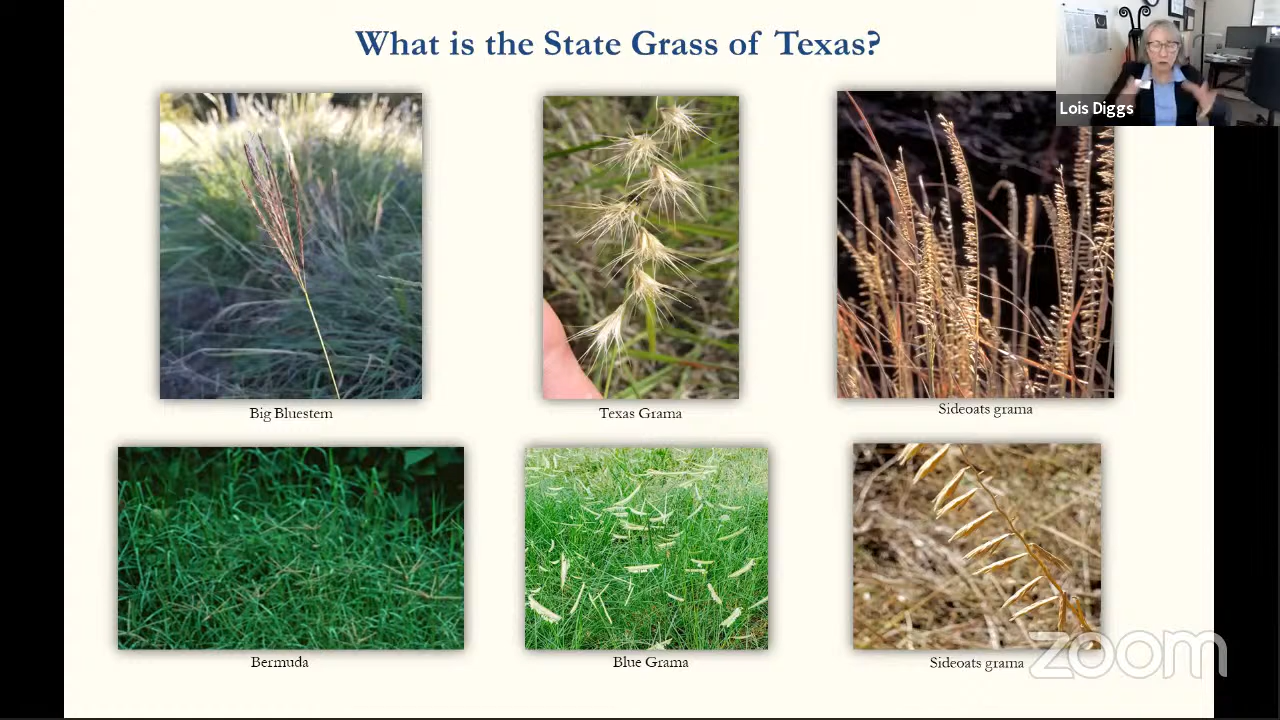 What is the State Grass of Texas?
Lois Diggs
Big Bluestem
Texas Grama
Sideoats grama
Bermuda
Blue Grama
Sideoats grama
zoom